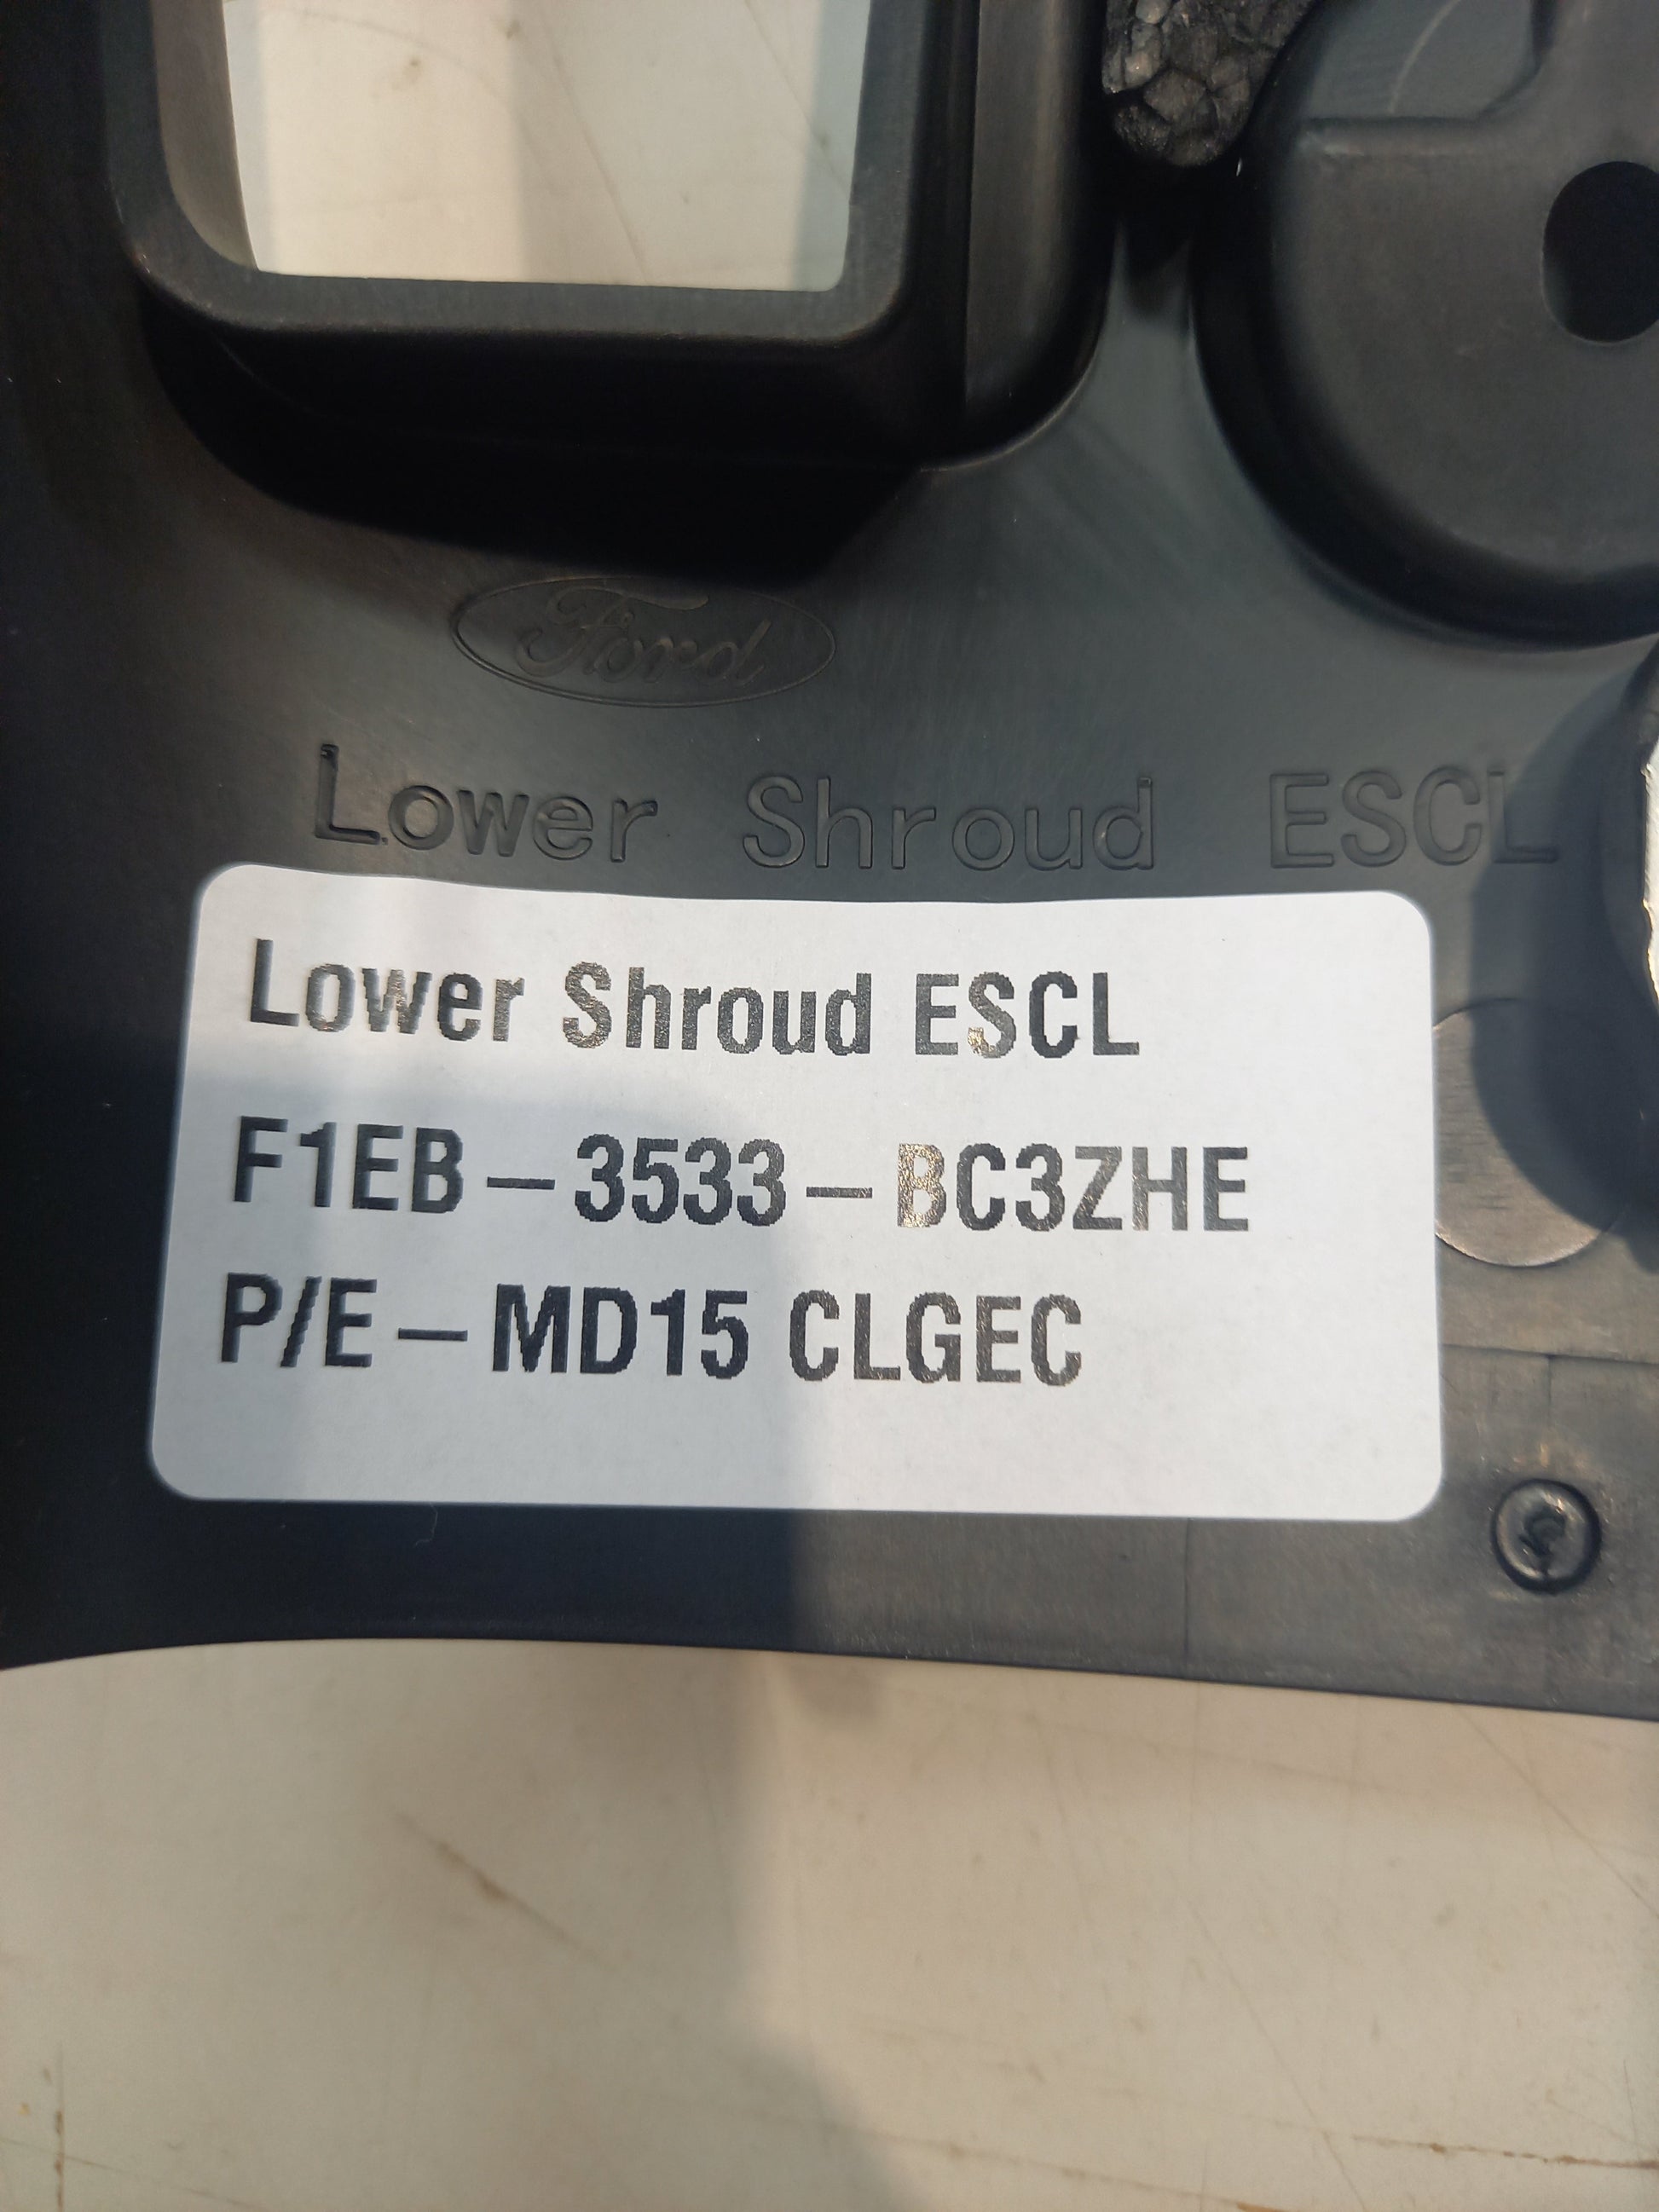 Ford
Lower Shroud ESCL
Lower Shroud ESCL
F1EB-3533-BC3ZHE
P/E-MD15 CLGEC